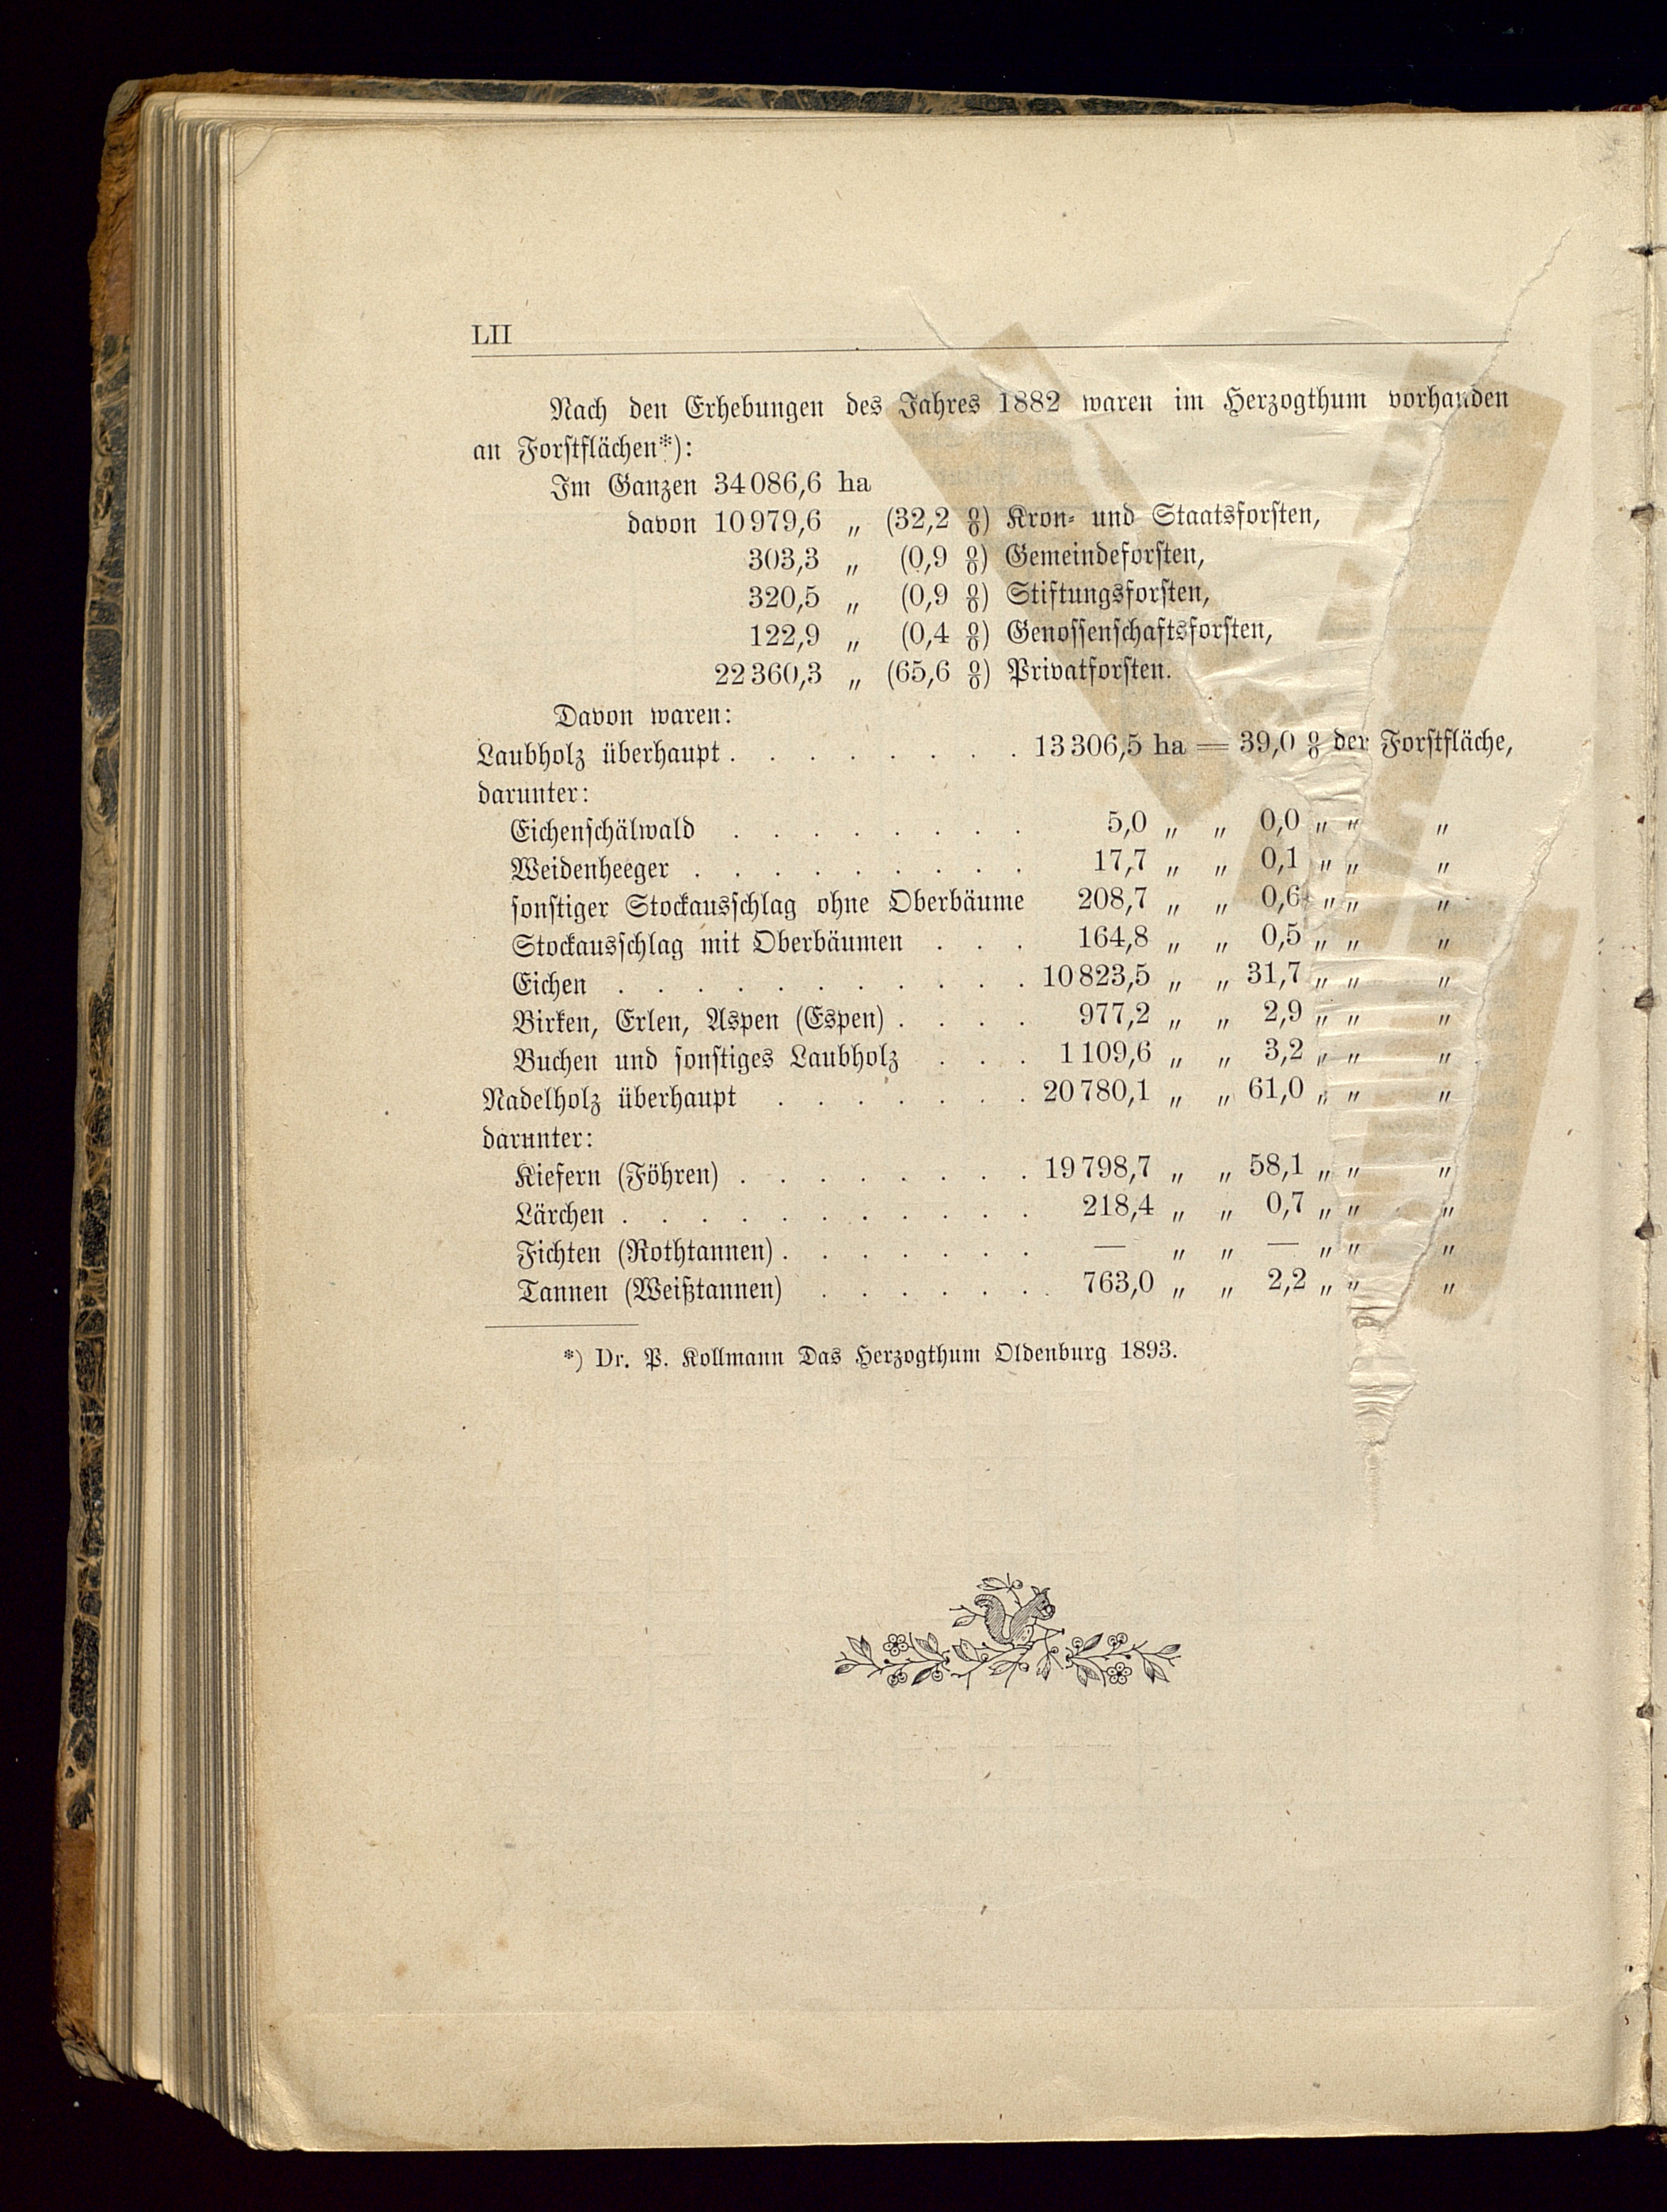 LII
Nach den Erhebungen des Jahres 1882 waren im Herzogthum vorhanden
an Forstflächen*):
Im Ganzen 34 086,6 ha
davon 10 979,6 „ (32,2 %) Kron- und Staatsforsten,
303,3 „ (0,9 %) Gemeindeforsten,
320,5 „ (0,9 %) Stiftungsforsten,
122,9 „ (0,4 %) Genossenschaftsforsten,
22 360,3 „ (65,6 %) Privatforsten.
Davon waren:
Laubholz überhaupt . . . . . . . . 13 306,5 ha = 39,0 % der Forstfläche,
darunter:
Eichenschälwald . . . . . . . . 5,0 „ „ 0,0 „ „ „
Weidenheeger . . . . . . . . . 17,7 „ „ 0,1 „ „ „
sonstiger Stockausschlag ohne Oberbäume 208,7 „ „ 0,6 „ „ „
Stockausschlag mit Oberbäumen . . . 164,8 „ „ 0,5 „ „ „
Eichen . . . . . . . . . . . 10 823,5 „ „ 31,7 „ „ „
Birken, Erlen, Aspen (Espen) . . . . 977,2 „ „ 2,9 „ „ „
Buchen und sonstiges Laubholz . . . 1 109,6 „ „ 3,2 „ „ „
Nadelholz überhaupt . . . . . . . 20 780,1 „ „ 61,0 „ „ „
darunter:
Kiefern (Föhren) . . . . . . . . 19 798,7 „ „ 58,1 „ „ „
Lärchen . . . . . . . . . . . 218,4 „ „ 0,7 „ „ „
Fichten (Rothtannen) . . . . . . . — „ „ — „ „ „
Tannen (Weißtannen) . . . . . . . 763,0 „ „ 2,2 „ „ „
*) Dr. P. Kollmann Das Herzogthum Oldenburg 1893.